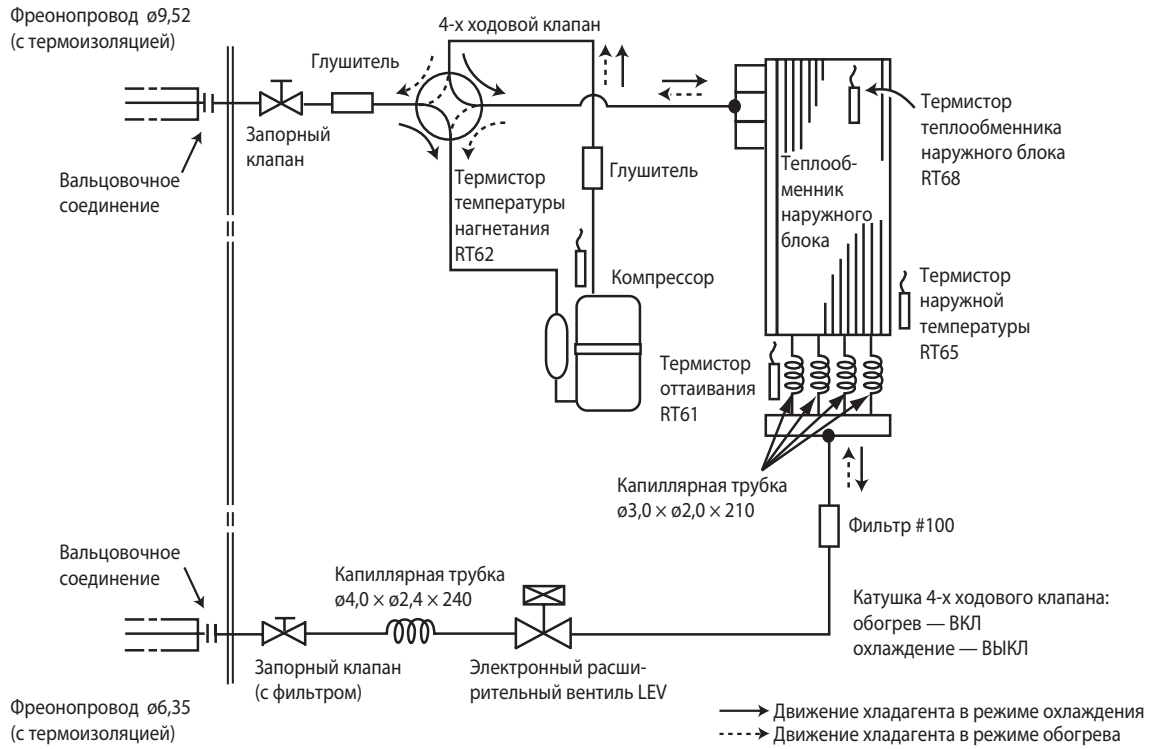 Фреонопровод ø9,52
(с термоизоляцией)
4-х ходовой клапан
Глушитель
Запорный
клапан
Вальцовочное
соединение
Термистор
температуры
нагнетания
RT62
Глушитель
Компрессор
Теплооб-
менник
наружного
блока
Термистор
теплообменника
наружного блока
RT68
Термистор
наружной
температуры
RT65
Термистор
оттаивания
RT61
Капиллярная трубка
ø3,0 × ø2,0 × 210
Фильтр #100
Вальцовочное
соединение
Капиллярная трубка
ø4,0 × ø2,4 × 240
Запорный клапан
(с фильтром)
Электронный расши-
рительный вентиль LEV
Катушка 4-х ходового клапана:
обогрев — ВКЛ
охлаждение — ВЫКЛ
Фреонопровод ø6,35
(с термоизоляцией)
Движение хладагента в режиме охлаждения
Движение хладагента в режиме обогрева